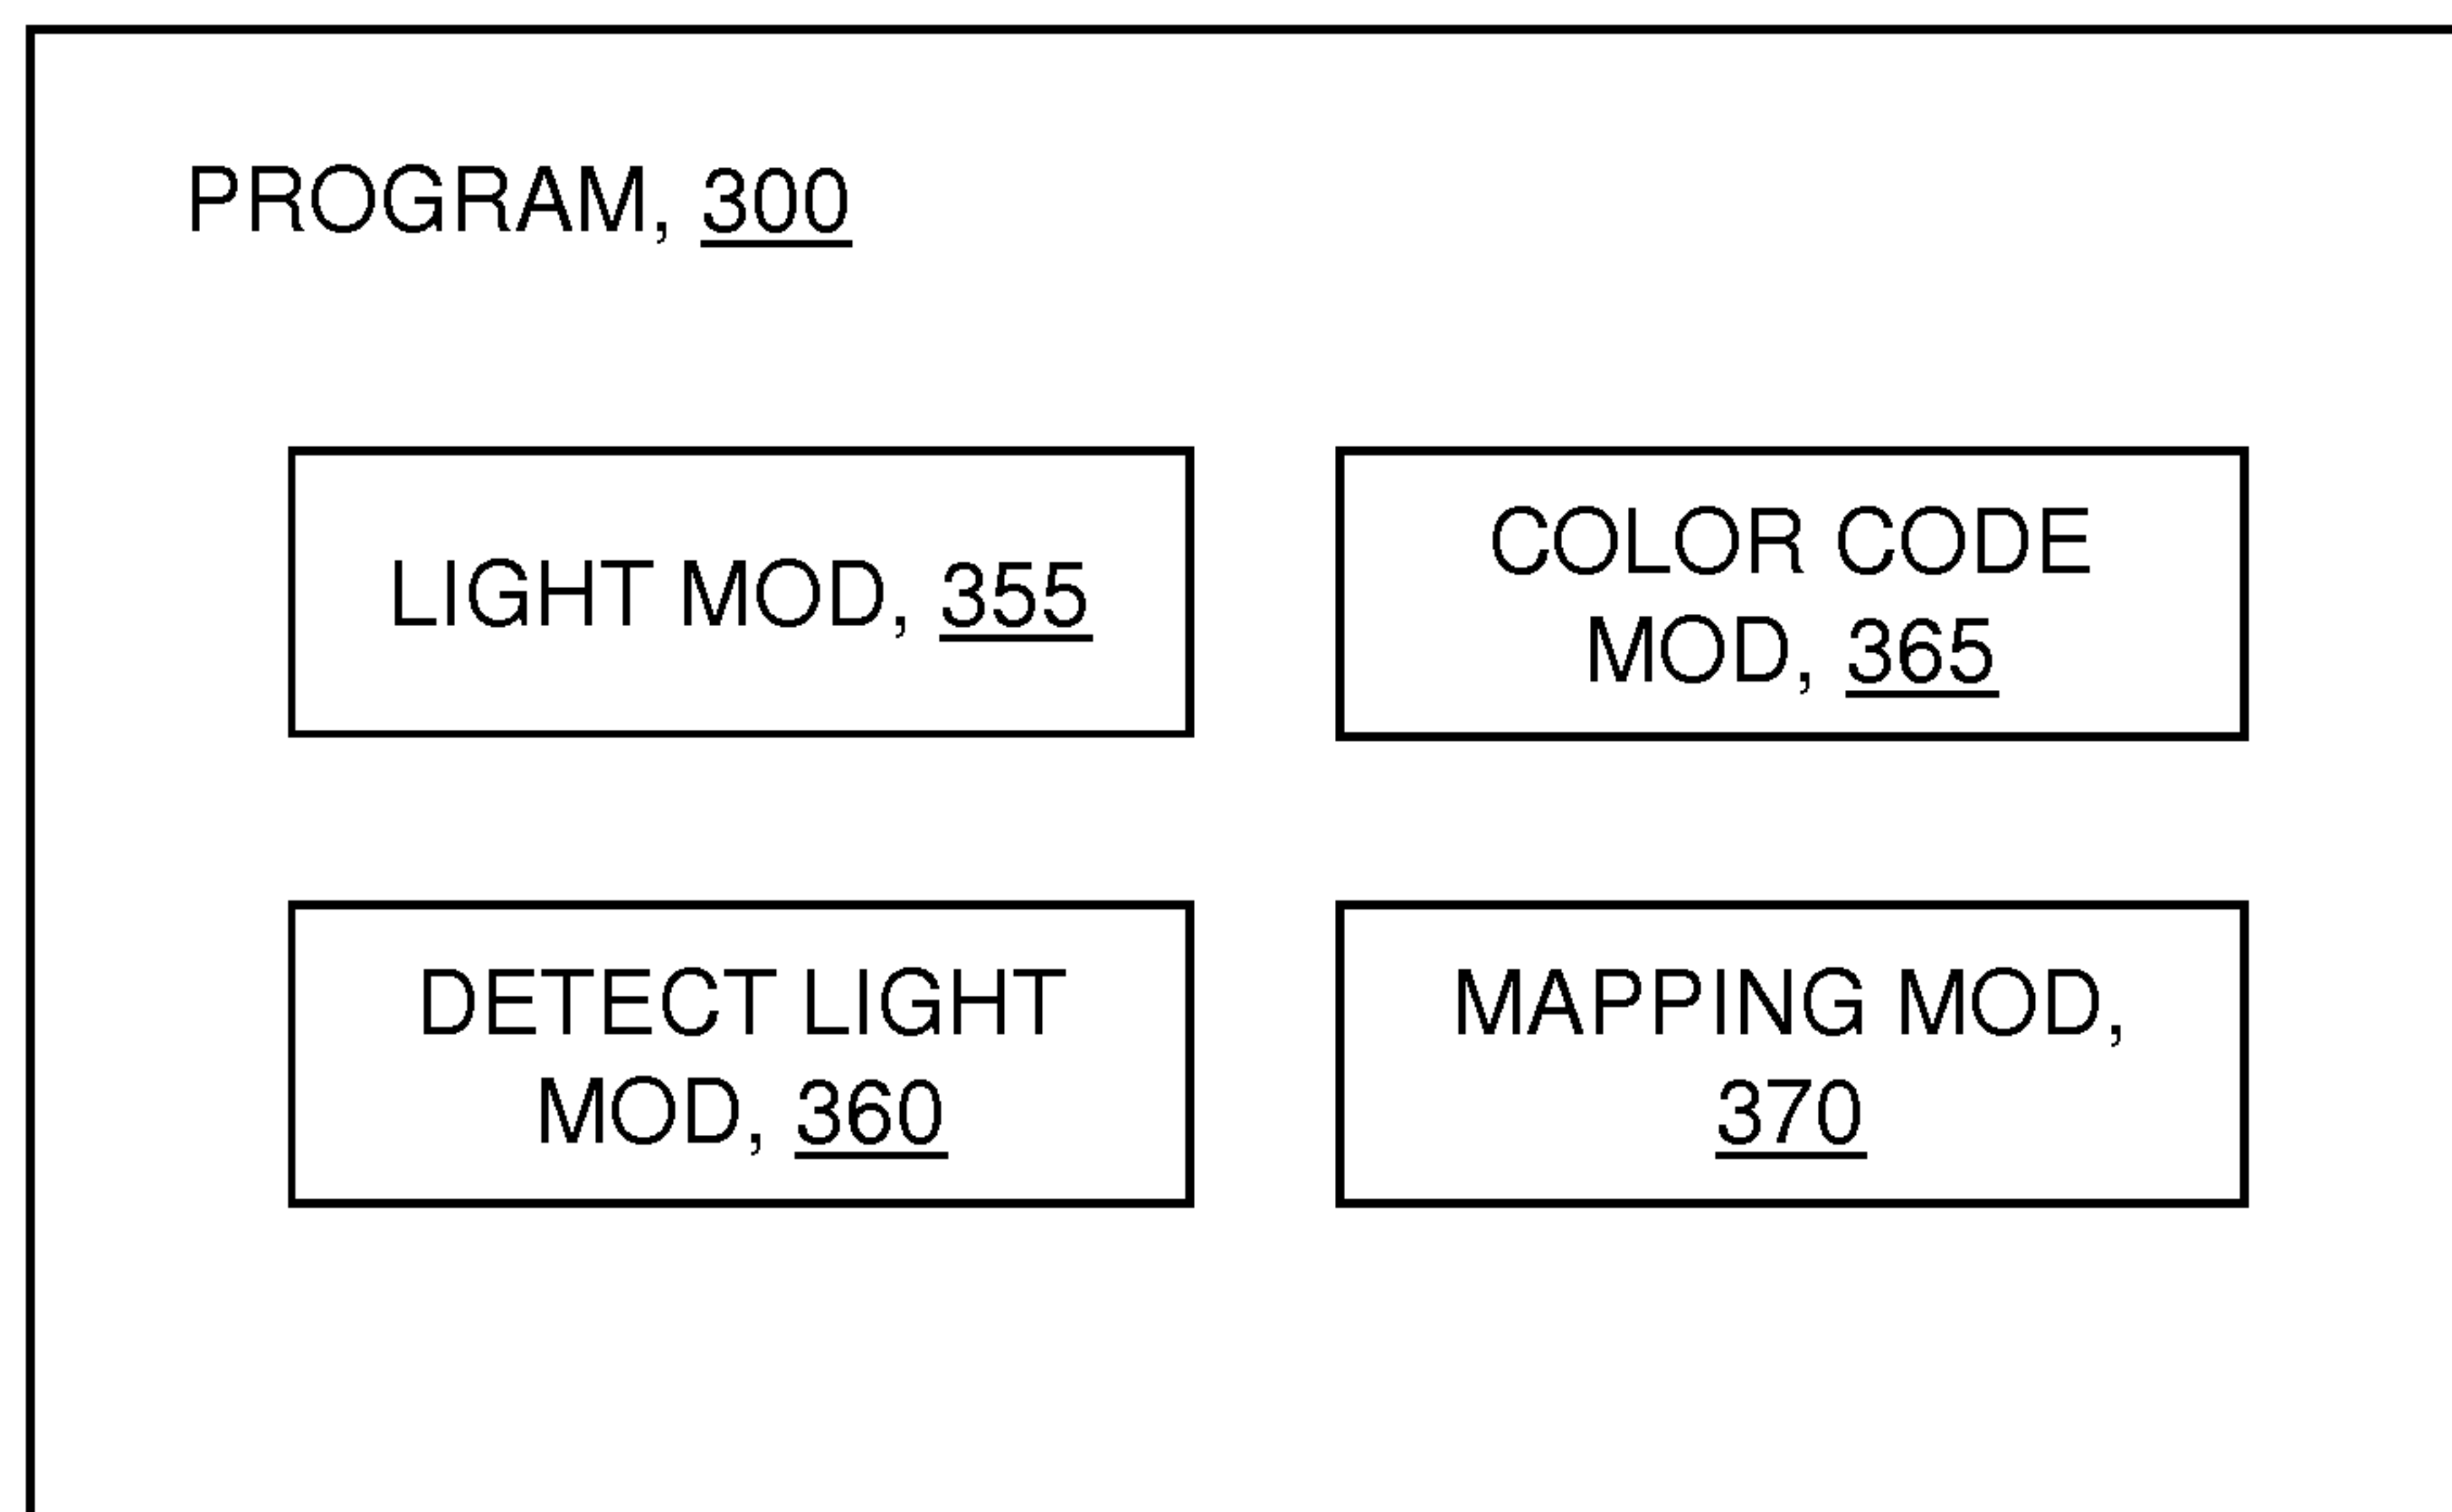 PROGRAM, 300
LIGHT MOD, 355
COLOR CODE
MOD, 365
DETECT LIGHT
MOD, 360
MAPPING MOD,
370